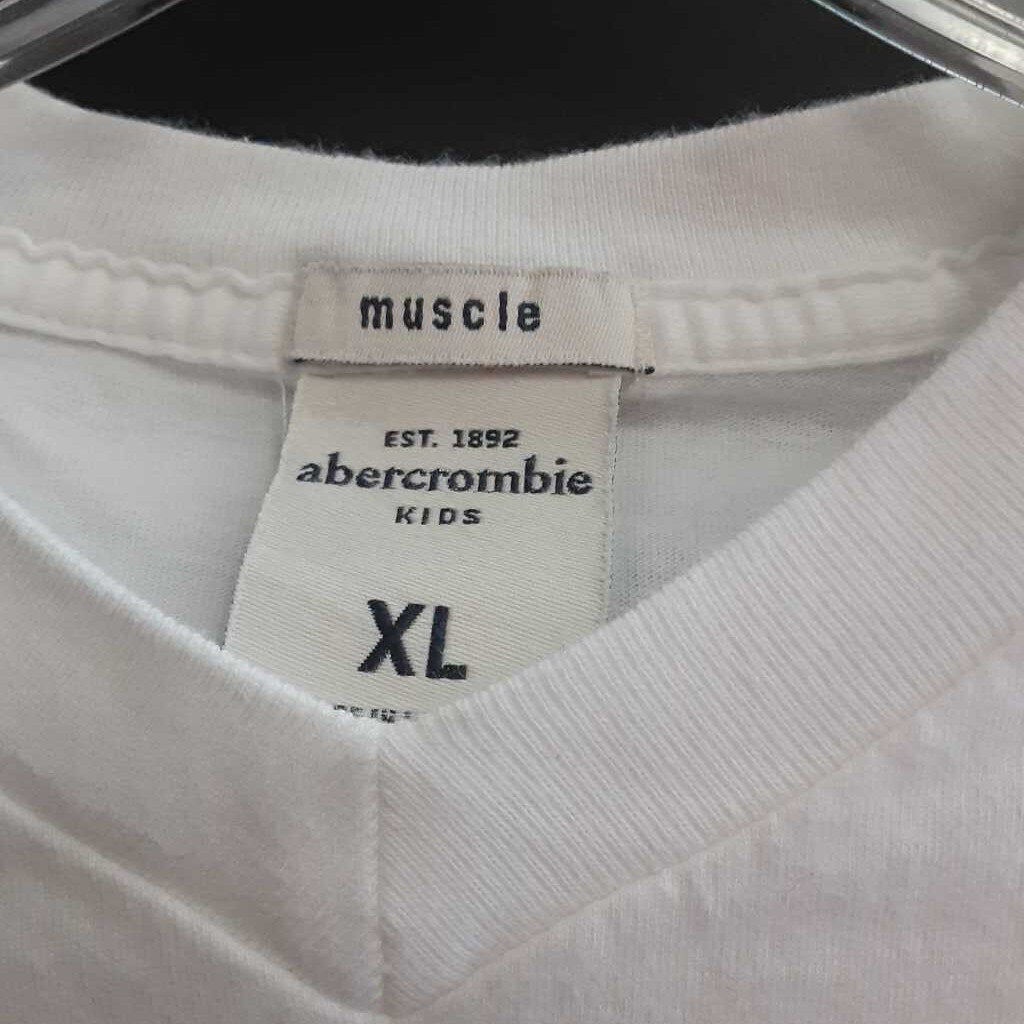 muscle
EST. 1892
abercrombie
KIDS
XL